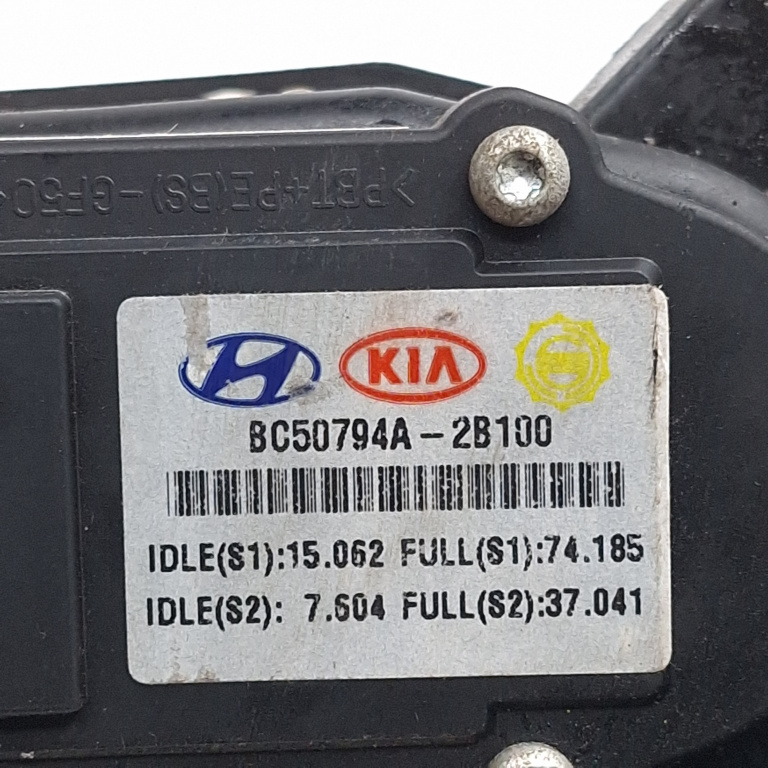 >PBT+PE(BS)-GF50<
KIA
BC50794A-2B100
IDLE(S1):15.062 FULL(S1):74.185
IDLE(S2): 7.604 FULL(S2):37.041